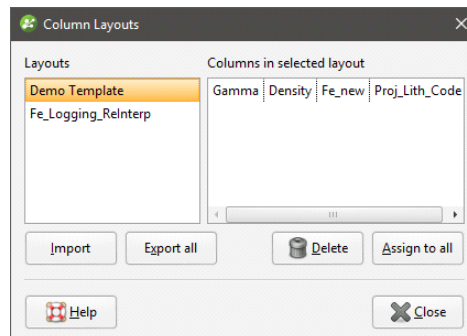 Column Layouts
Layouts
Columns in selected layout
Demo Template
Gamma Density Fe_new Proj_Lith_Code
Fe_Logging_ReInterp
Import Export all Delete Assign to all
Help Close